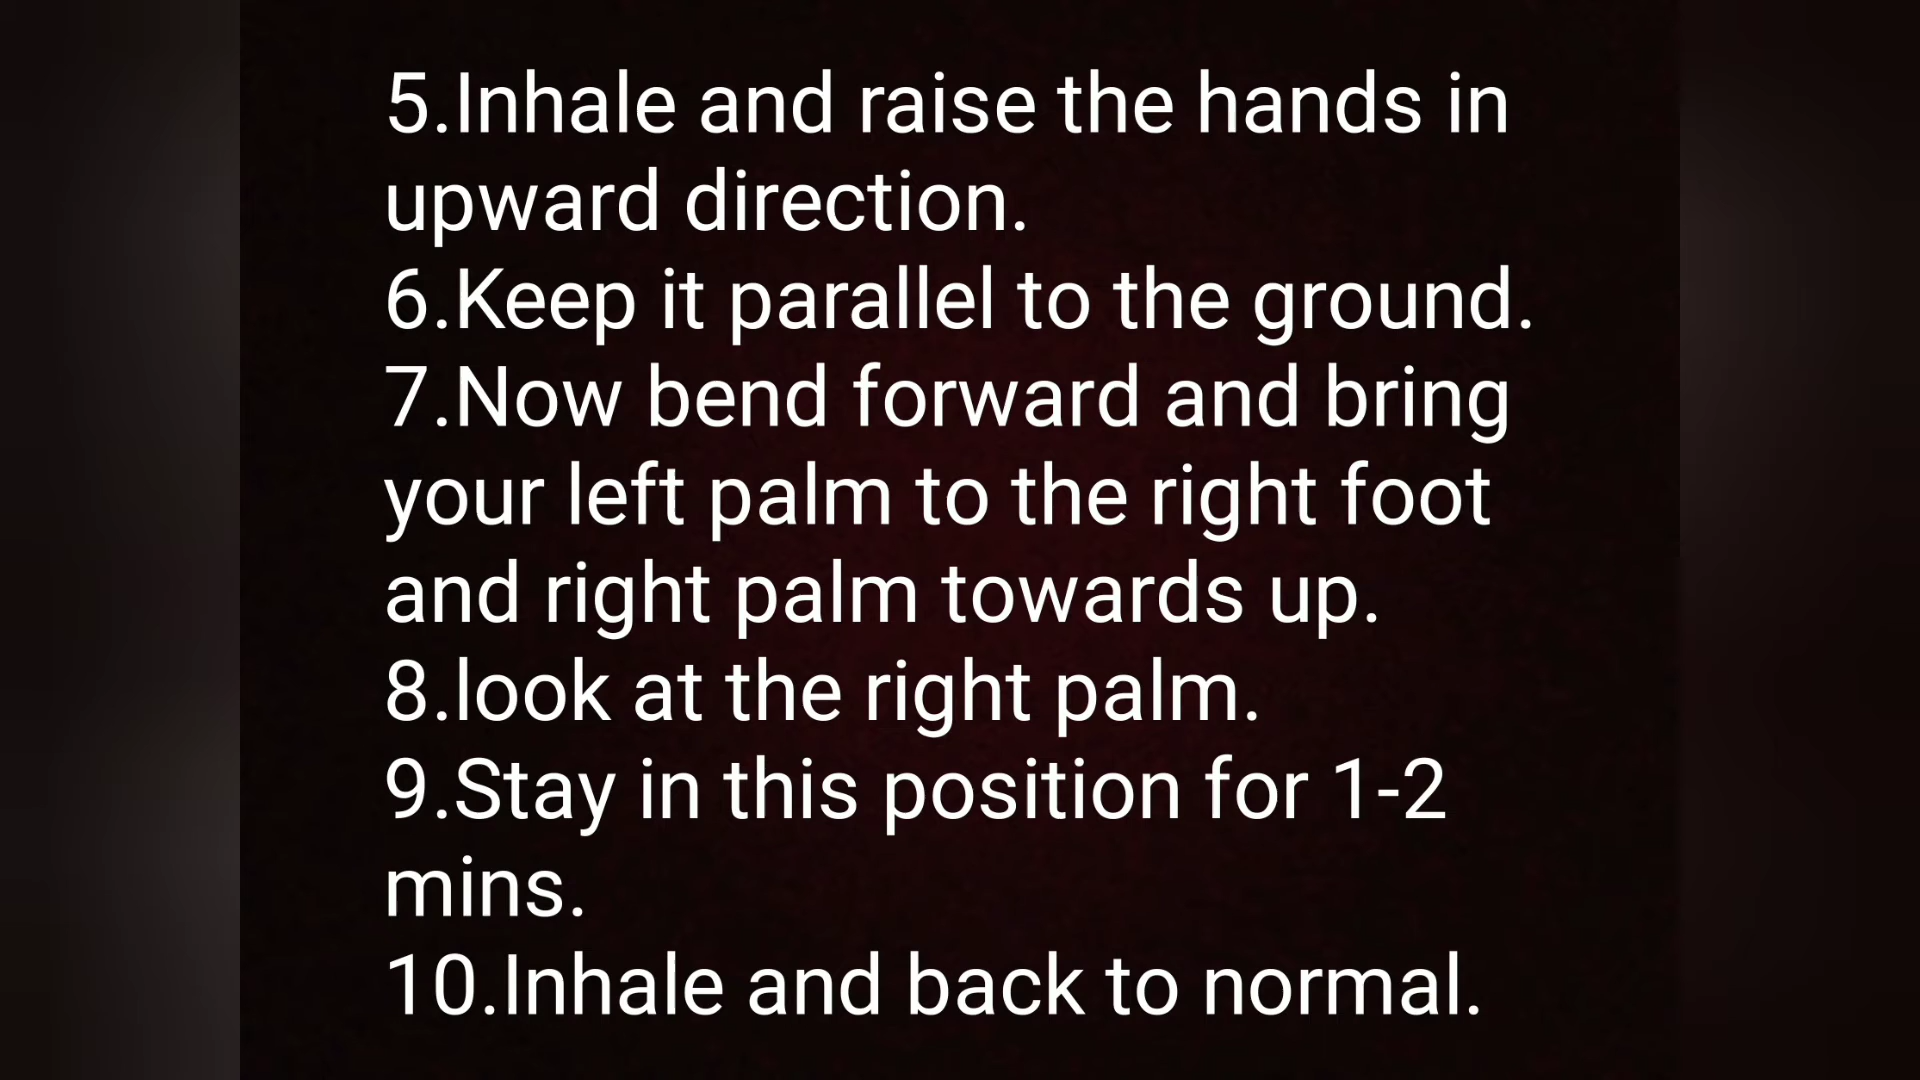 5.Inhale and raise the hands in
upward direction.
6.Keep it parallel to the ground.
7.Now bend forward and bring
your left palm to the right foot
and right palm towards up.
8.look at the right palm.
9.Stay in this position for 1-2
mins.
10.Inhale and back to normal.